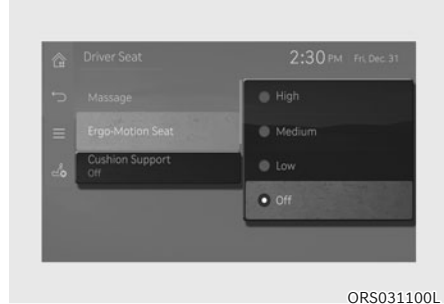 Driver Seat
2:30 PM Fri, Dec. 31
Massage
Ergo-Motion Seat
Cushion Support
Off
High
Medium
Low
Off
ORS031100L